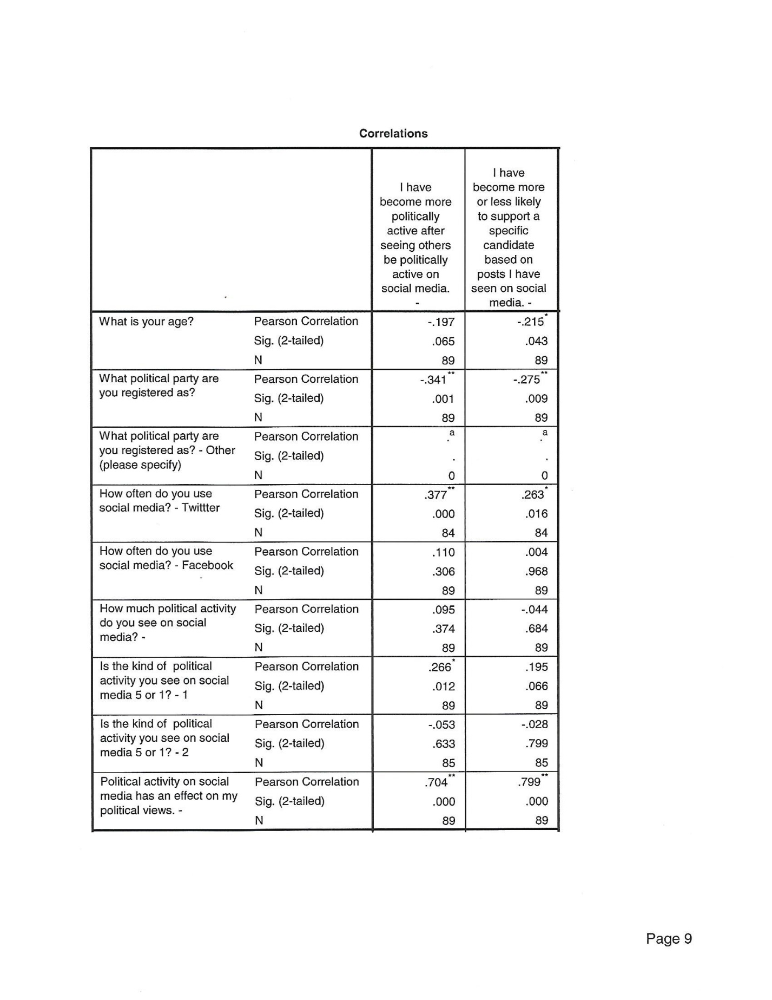 Correlations
I have
become more
politically
active after
seeing others
be politically
active on
social media.
-
I have
become more
or less likely
to support a
specific
candidate
based on
posts I have
seen on social
media. -
What is your age? Pearson Correlation -.197 -.215*
Sig. (2-tailed) .065 .043
N 89 89
What political party are Pearson Correlation -.341** -.275**
you registered as? Sig. (2-tailed) .001 .009
N 89 89
What political party are Pearson Correlation .a .a
you registered as? - Other Sig. (2-tailed) . .
(please specify)
N 0 0
How often do you use Pearson Correlation .377** .263*
social media? - Twittter Sig. (2-tailed) .000 .016
N 84 84
How often do you use Pearson Correlation .110 .004
social media? - Facebook Sig. (2-tailed) .306 .968
N 89 89
How much political activity Pearson Correlation .095 -.044
do you see on social Sig. (2-tailed) .374 .684
media? -
N 89 89
Is the kind of  political Pearson Correlation .266* .195
activity you see on social Sig. (2-tailed) .012 .066
media 5 or 1? - 1
N 89 89
Is the kind of  political Pearson Correlation -.053 -.028
activity you see on social Sig. (2-tailed) .633 .799
media 5 or 1? - 2
N 85 85
Political activity on social Pearson Correlation .704** .799**
media has an effect on my Sig. (2-tailed) .000 .000
political views. -
N 89 89
Page 9